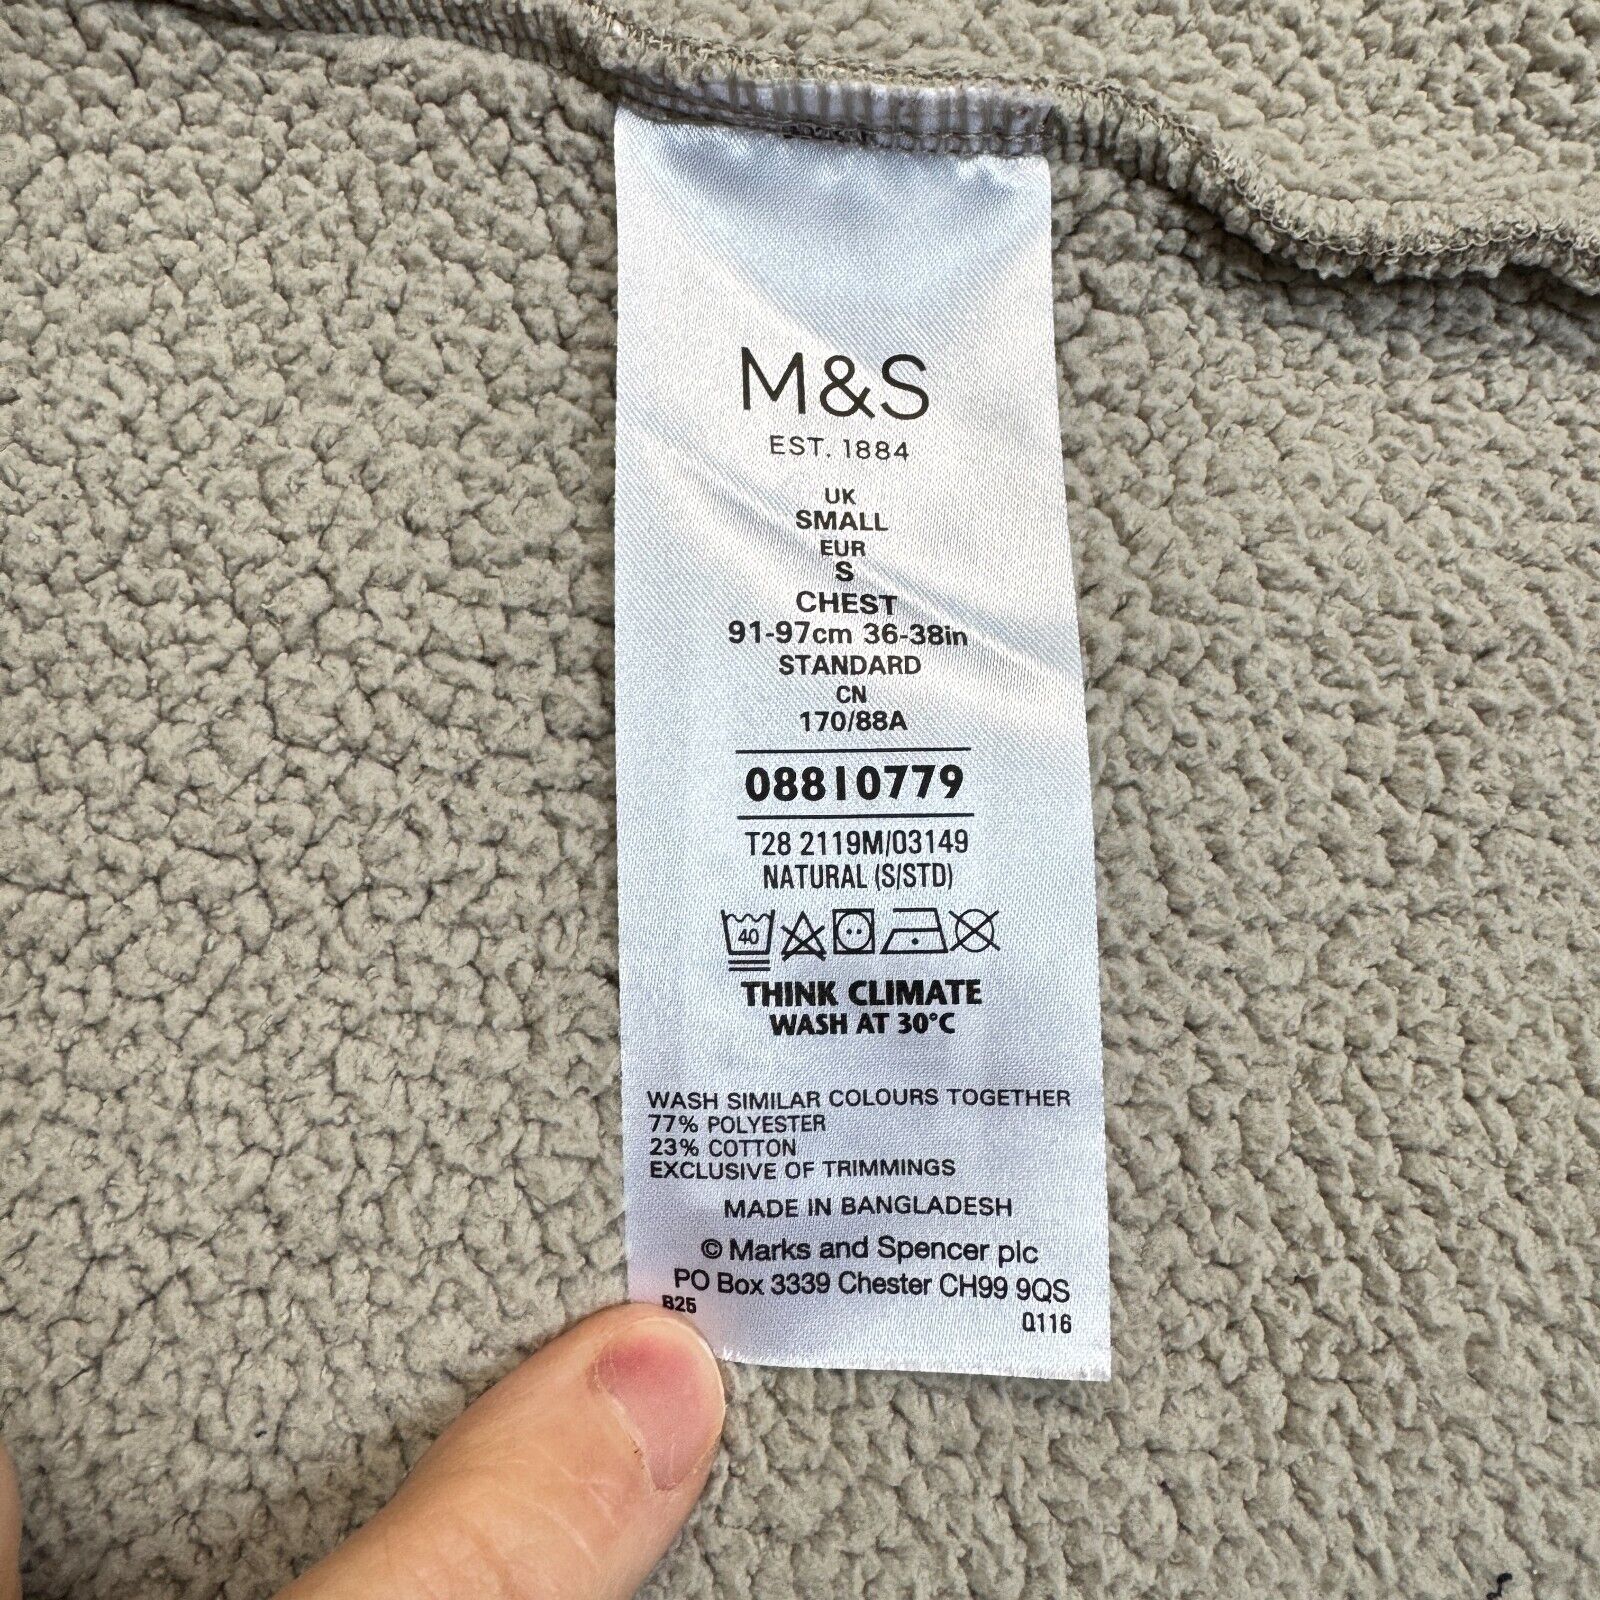 M&S
EST. 1884
UK
SMALL
EUR
S
CHEST
91-97cm 36-38in
STANDARD
CN
170/88A
08810779
T28 2119M/03149
NATURAL (S/STD)
40
THINK CLIMATE
WASH AT 30°C
WASH SIMILAR COLOURS TOGETHER
77% POLYESTER
23% COTTON
EXCLUSIVE OF TRIMMINGS
MADE IN BANGLADESH
© Marks and Spencer plc
PO Box 3339 Chester CH99 9QS
B25 Q116